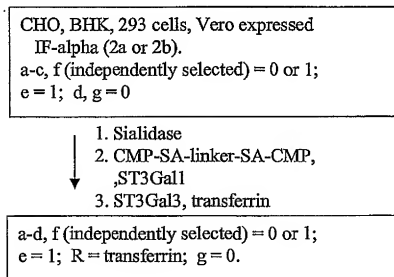 CHO, BHK, 293 cells, Vero expressed
IF-alpha (2a or 2b).
a-c, f (independently selected) = 0 or 1;
e = 1; d, g = 0
1. Sialidase
2. CMP-SA-linker-SA-CMP,
,ST3Gal1
3. ST3Gal3, transferrin
a-d, f (independently selected) = 0 or 1;
e = 1; R = transferrin; g = 0.